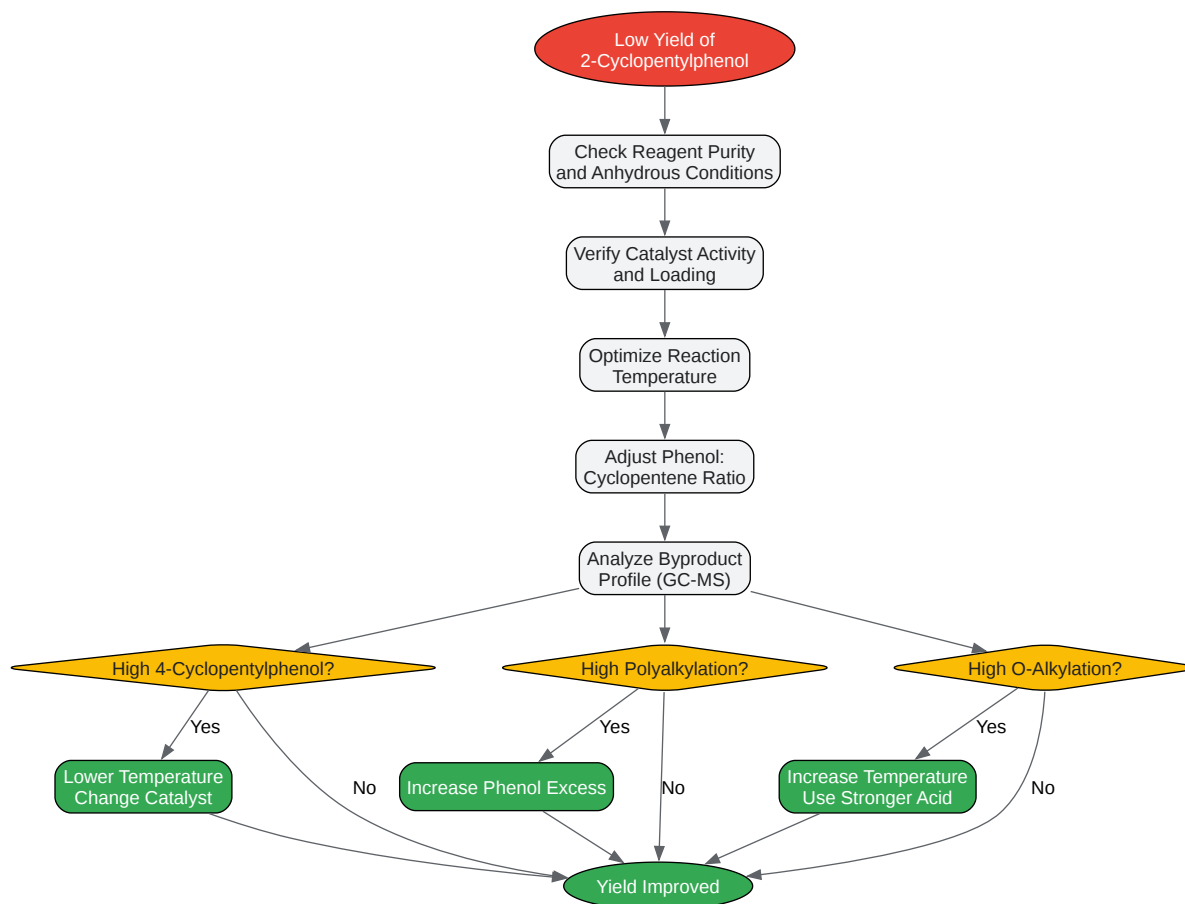 Low Yield of
2-Cyclopentylphenol
Check Reagent Purity
and Anhydrous Conditions
Verify Catalyst Activity
and Loading
Optimize Reaction
Temperature
Adjust Phenol:
Cyclopentene Ratio
Analyze Byproduct
Profile (GC-MS)
High 4-Cyclopentylphenol?
High Polyalkylation?
High O-Alkylation?
Yes
Yes
Yes
Lower Temperature
Change Catalyst
No
Increase Phenol Excess
No
Increase Temperature
Use Stronger Acid
No
Yield Improved